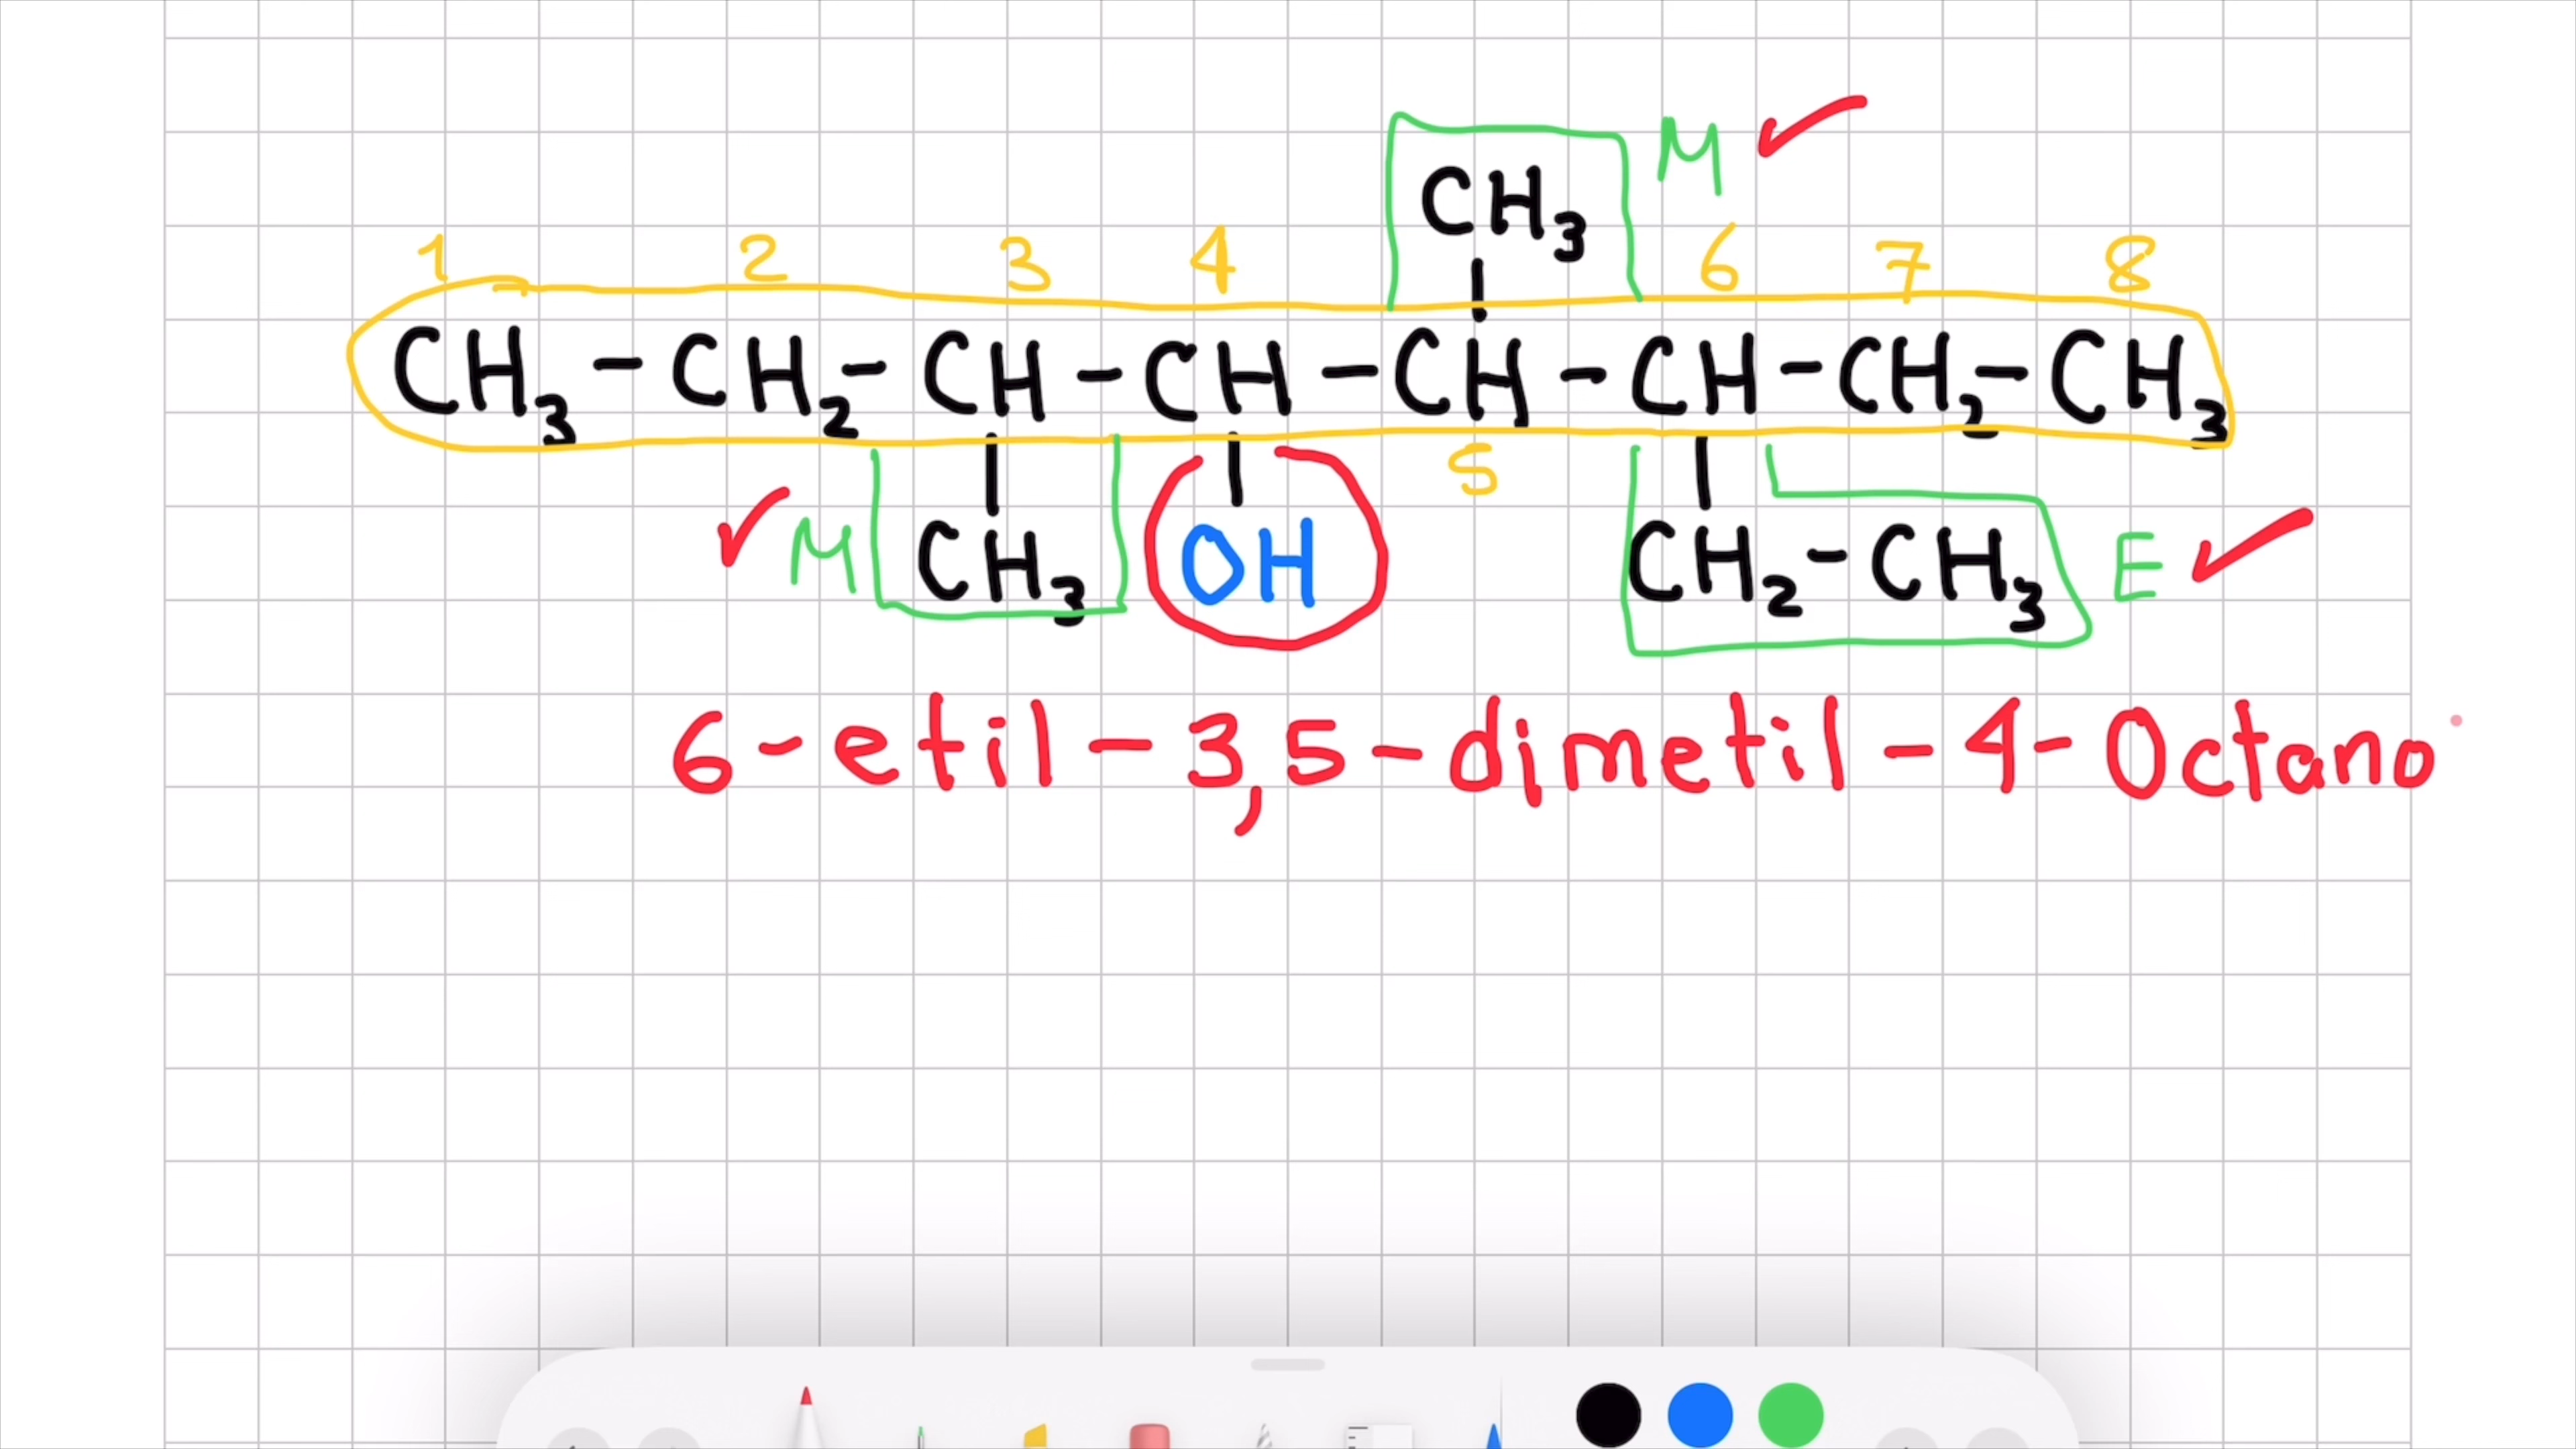 CH₃ M
1 2 3 4 6 7 8
CH₃-CH₂-CH-CH-CH-CH-CH₂-CH₃
5
M CH₃ OH CH₂-CH₃ E
6-etil-3,5-dimetil-4-Octano